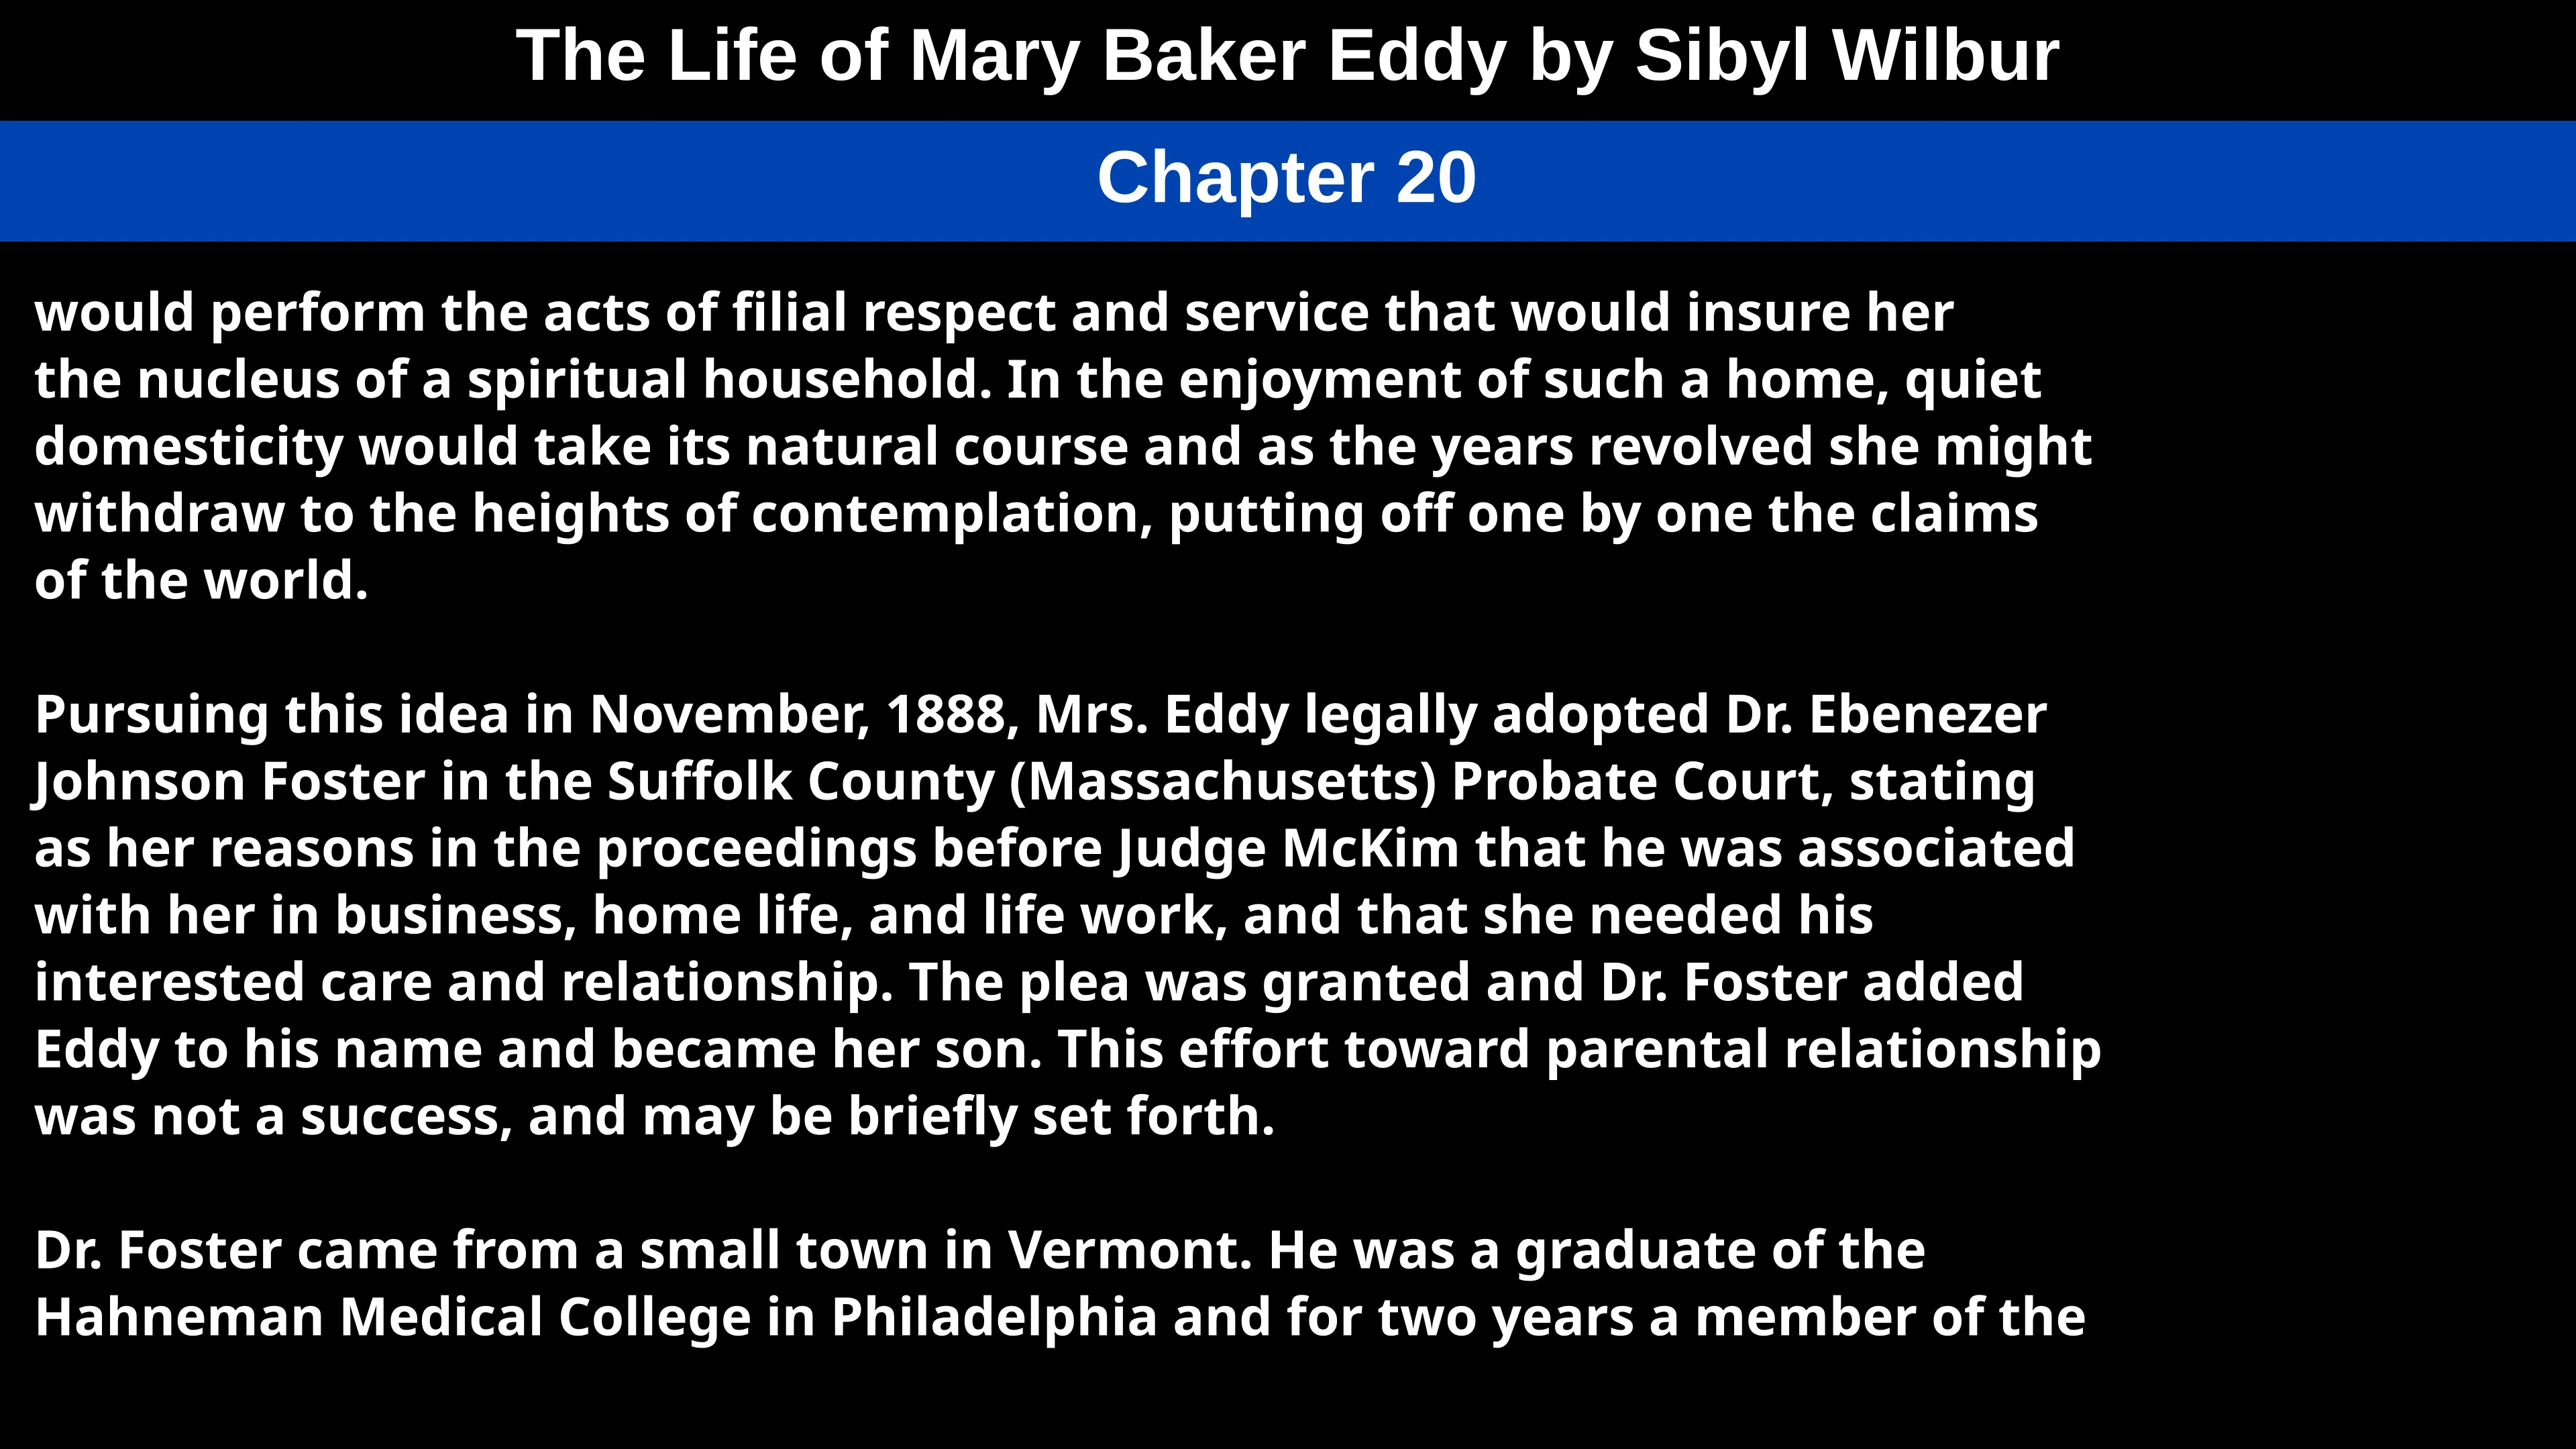 The Life of Mary Baker Eddy by Sibyl Wilbur
Chapter 20
would perform the acts of filial respect and service that would insure her
the nucleus of a spiritual household. In the enjoyment of such a home, quiet
domesticity would take its natural course and as the years revolved she might
withdraw to the heights of contemplation, putting off one by one the claims
of the world.
Pursuing this idea in November, 1888, Mrs. Eddy legally adopted Dr. Ebenezer
Johnson Foster in the Suffolk County (Massachusetts) Probate Court, stating
as her reasons in the proceedings before Judge McKim that he was associated
with her in business, home life, and life work, and that she needed his
interested care and relationship. The plea was granted and Dr. Foster added
Eddy to his name and became her son. This effort toward parental relationship
was not a success, and may be briefly set forth.
Dr. Foster came from a small town in Vermont. He was a graduate of the
Hahneman Medical College in Philadelphia and for two years a member of the